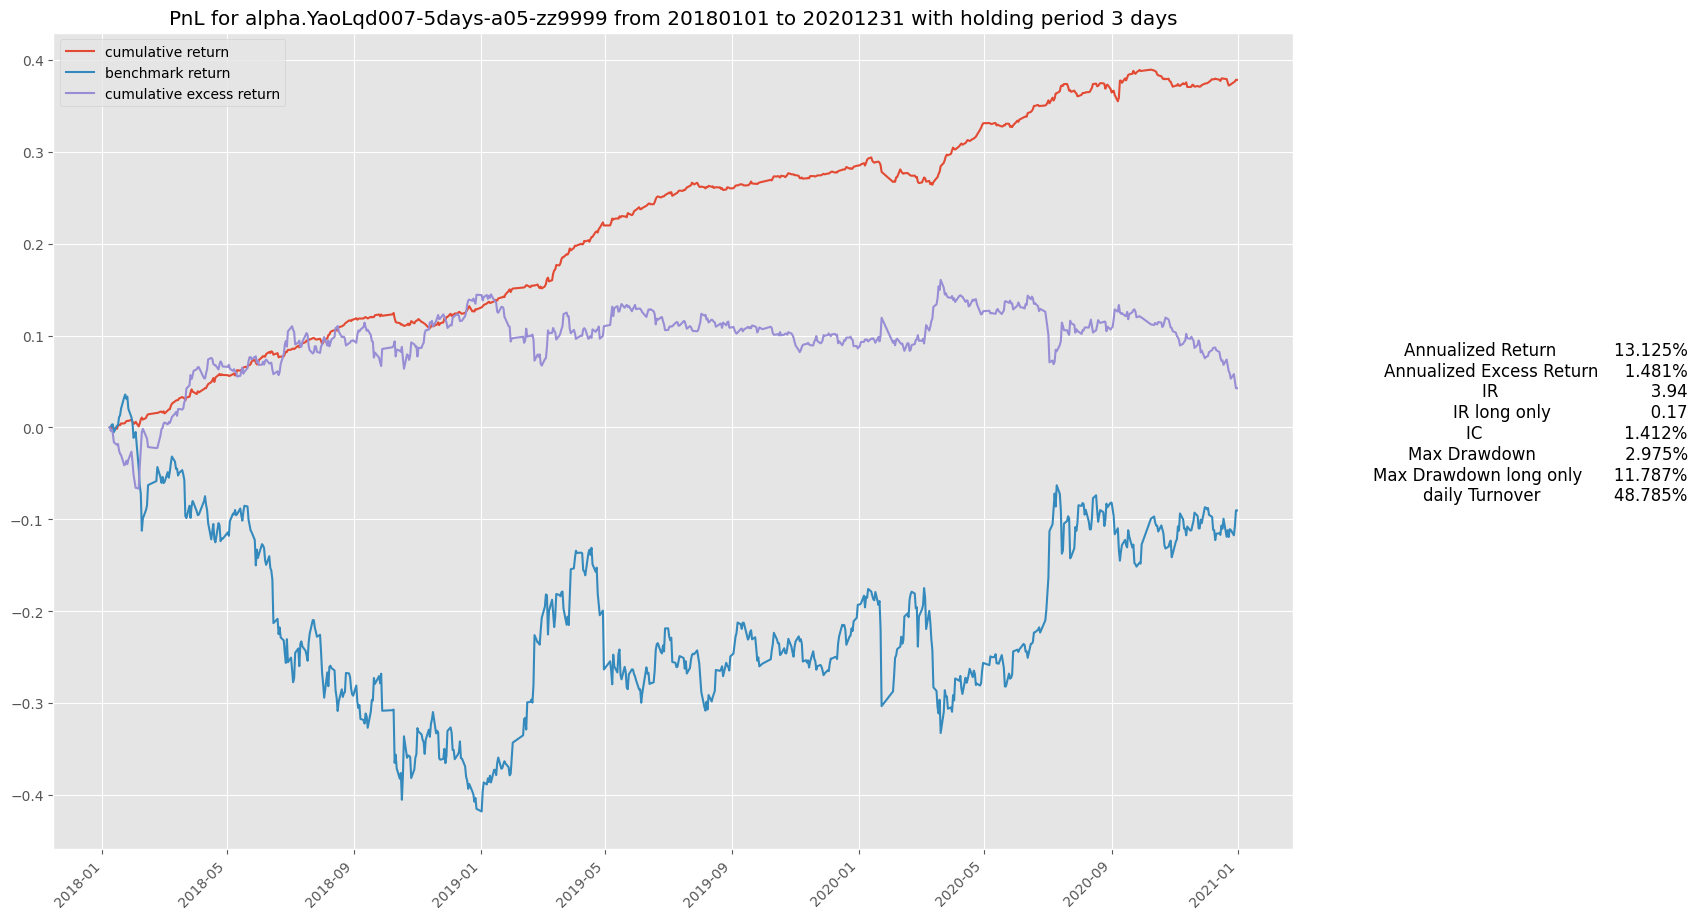 PnL for alpha.YaoLqd007-5days-a05-zz9999 from 20180101 to 20201231 with holding period 3 days
cumulative return
benchmark return
cumulative excess return
0.4
0.3
0.2
0.1
0.0
−0.1
−0.2
−0.3
−0.4
2018-01
2018-05
2018-09
2019-01
2019-05
2019-09
2020-01
2020-05
2020-09
2021-01
Annualized Return 13.125%
Annualized Excess Return 1.481%
IR 3.94
IR long only 0.17
IC 1.412%
Max Drawdown 2.975%
Max Drawdown long only 11.787%
daily Turnover 48.785%